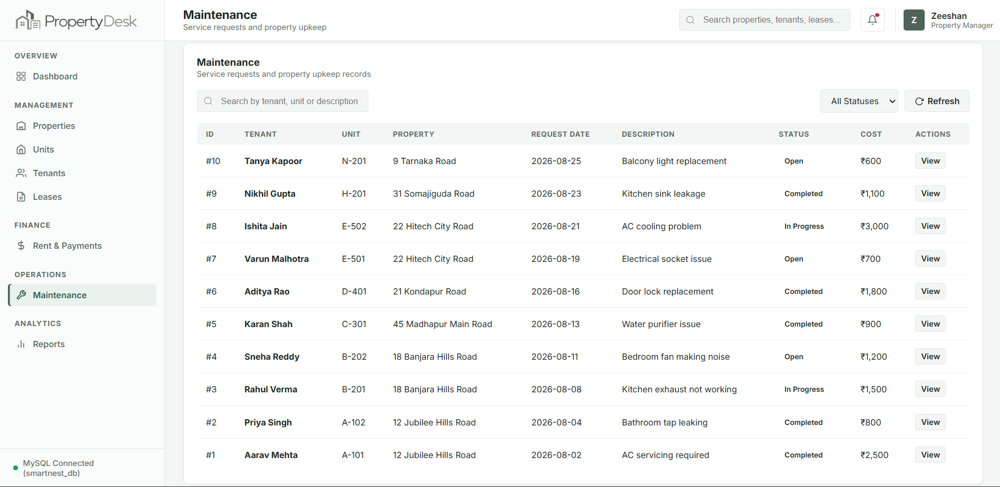 PropertyDesk
Maintenance
Service requests and property upkeep
Search properties, tenants, leases...
Z
Zeeshan
Property Manager
OVERVIEW
Dashboard
MANAGEMENT
Properties
Units
Tenants
Leases
FINANCE
Rent & Payments
OPERATIONS
Maintenance
ANALYTICS
Reports
MySQL Connected
(smartnest_db)
Maintenance
Service requests and property upkeep records
Search by tenant, unit or description
All Statuses
Refresh
ID TENANT UNIT PROPERTY REQUEST DATE DESCRIPTION STATUS COST ACTIONS
#10 Tanya Kapoor N-201 9 Tarnaka Road 2026-08-25 Balcony light replacement Open ₹600 View
#9 Nikhil Gupta H-201 31 Somajiguda Road 2026-08-23 Kitchen sink leakage Completed ₹1,100 View
#8 Ishita Jain E-502 22 Hitech City Road 2026-08-21 AC cooling problem In Progress ₹3,000 View
#7 Varun Malhotra E-501 22 Hitech City Road 2026-08-19 Electrical socket issue Open ₹700 View
#6 Aditya Rao D-401 21 Kondapur Road 2026-08-16 Door lock replacement Completed ₹1,800 View
#5 Karan Shah C-301 45 Madhapur Main Road 2026-08-13 Water purifier issue Completed ₹900 View
#4 Sneha Reddy B-202 18 Banjara Hills Road 2026-08-11 Bedroom fan making noise Open ₹1,200 View
#3 Rahul Verma B-201 18 Banjara Hills Road 2026-08-08 Kitchen exhaust not working In Progress ₹1,500 View
#2 Priya Singh A-102 12 Jubilee Hills Road 2026-08-04 Bathroom tap leaking Completed ₹800 View
#1 Aarav Mehta A-101 12 Jubilee Hills Road 2026-08-02 AC servicing required Completed ₹2,500 View